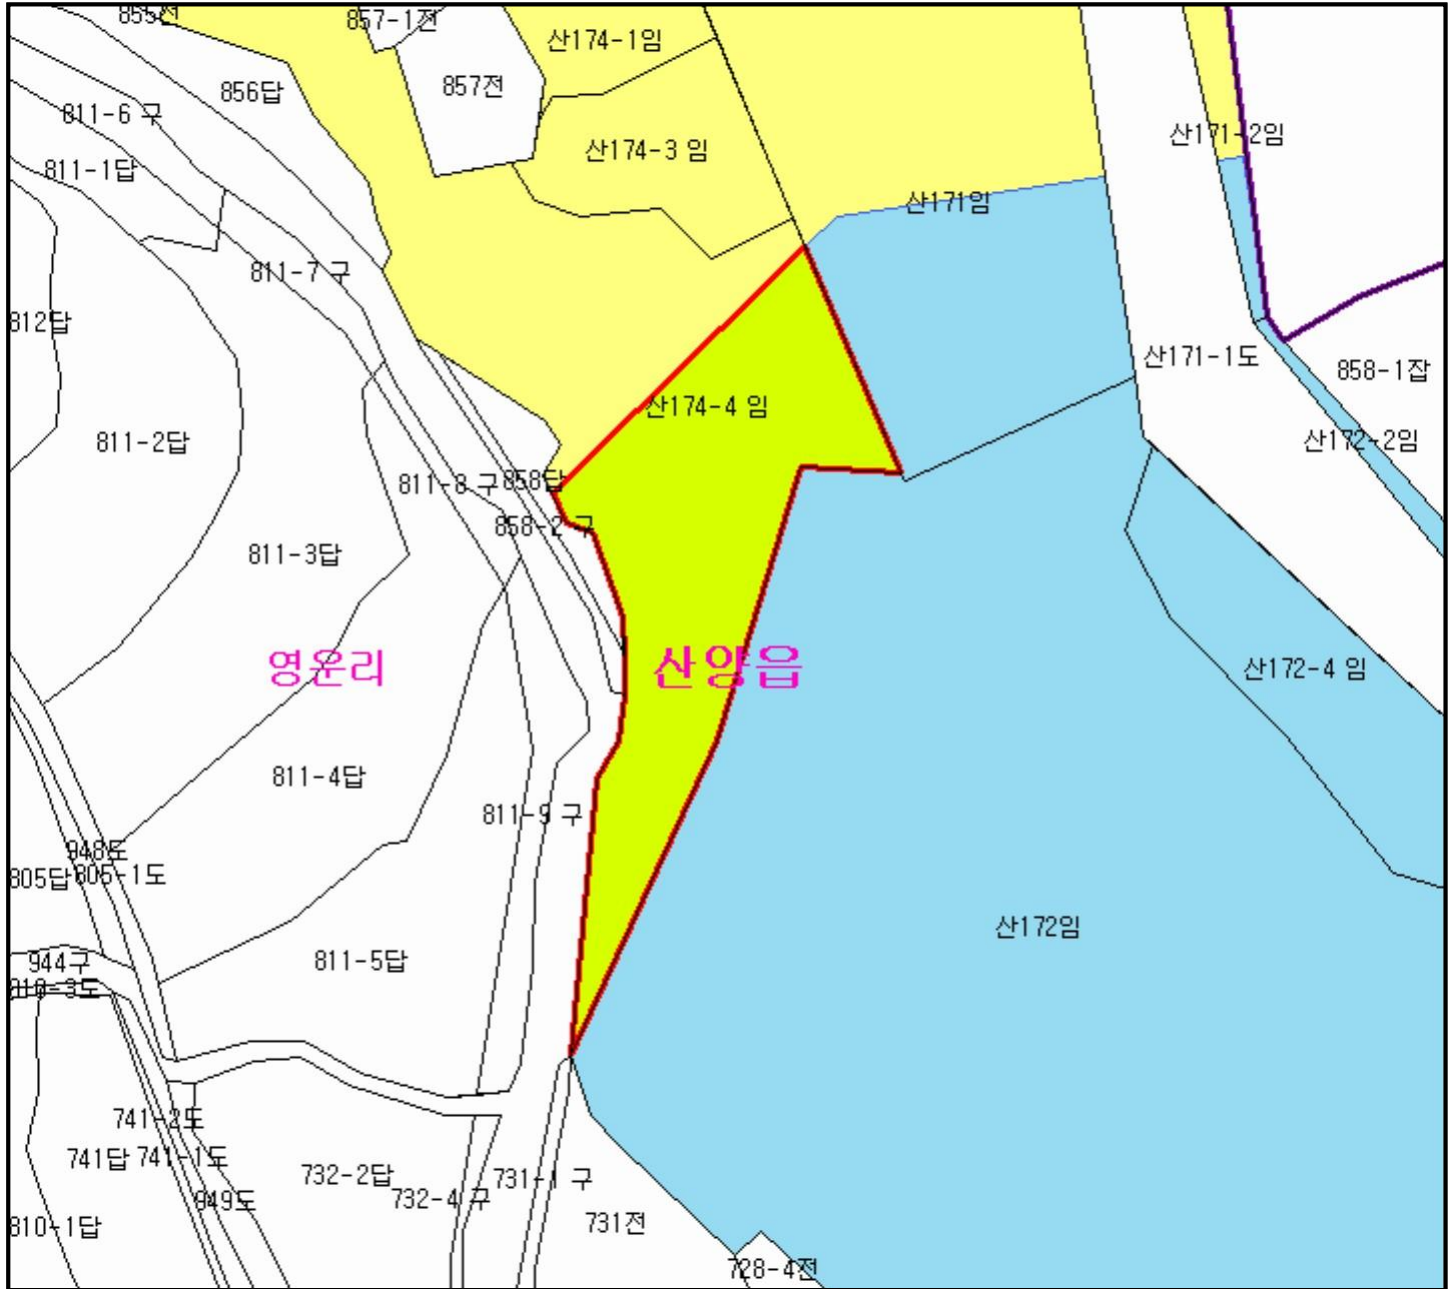 855전
857-1전
산174-1임
857전
856답
811-6 구
산174-3 임
산171-2임
811-1답
산171임
811-7 구
812답
산171-1도
858-1잡
산174-4 임
811-2답
산172-2임
811-8 구
858답
858-2 구
811-3답
영운리
산양읍
산172-4 임
811-4답
811-9 구
948도
805답
805-1도
산172임
811-5답
944구
810-3도
741-2도
741답
741-1도
732-2답
731-1 구
732-4 구
949도
731전
810-1답
728-4전